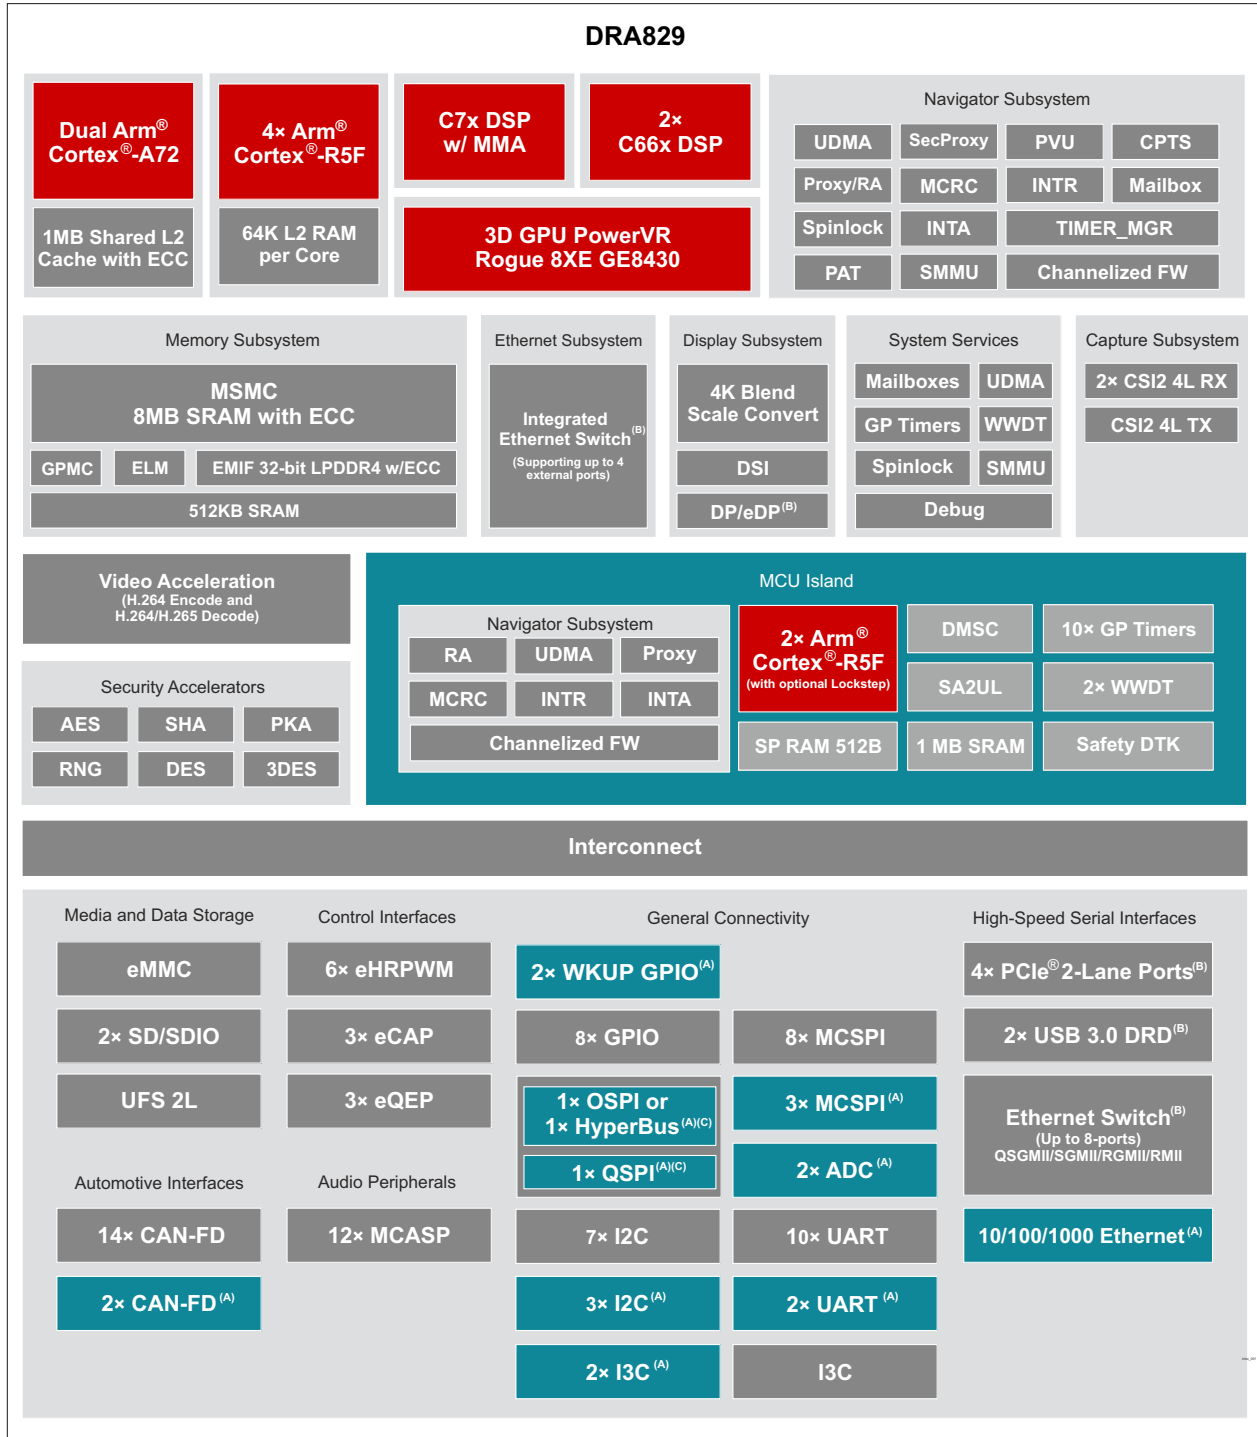 DRA829
Dual Arm®
Cortex®-A72
1MB Shared L2
Cache with ECC
4× Arm®
Cortex®-R5F
64K L2 RAM
per Core
C7x DSP
w/ MMA
2×
C66x DSP
3D GPU PowerVR
Rogue 8XE GE8430
Navigator Subsystem
UDMA
SecProxy
PVU
CPTS
Proxy/RA
MCRC
INTR
Mailbox
Spinlock
INTA
TIMER_MGR
PAT
SMMU
Channelized FW
Memory Subsystem
MSMC
8MB SRAM with ECC
GPMC
ELM
EMIF 32-bit LPDDR4 w/ECC
512KB SRAM
Ethernet Subsystem
Integrated
Ethernet Switch(B)
(Supporting up to 4
external ports)
Display Subsystem
4K Blend
Scale Convert
DSI
DP/eDP(B)
System Services
Mailboxes
UDMA
GP Timers
WWDT
Spinlock
SMMU
Debug
Capture Subsystem
2× CSI2 4L RX
CSI2 4L TX
Video Acceleration
(H.264 Encode and
H.264/H.265 Decode)
Security Accelerators
AES
SHA
PKA
RNG
DES
3DES
MCU Island
Navigator Subsystem
RA
UDMA
Proxy
MCRC
INTR
INTA
Channelized FW
2× Arm®
Cortex®-R5F
(with optional Lockstep)
DMSC
10× GP Timers
SA2UL
2× WWDT
SP RAM 512B
1 MB SRAM
Safety DTK
Interconnect
Media and Data Storage
eMMC
2× SD/SDIO
UFS 2L
Automotive Interfaces
14× CAN-FD
2× CAN-FD(A)
Control Interfaces
6× eHRPWM
3× eCAP
3× eQEP
Audio Peripherals
12× MCASP
General Connectivity
2× WKUP GPIO(A)
8× GPIO
8× MCSPI
1× OSPI or
1× HyperBus(A)(C)
1× QSPI(A)(C)
3× MCSPI(A)
2× ADC(A)
7× I2C
10× UART
3× I2C(A)
2× UART (A)
2× I3C(A)
I3C
High-Speed Serial Interfaces
4× PCIe® 2-Lane Ports(B)
2× USB 3.0 DRD(B)
Ethernet Switch(B)
(Up to 8-ports)
QSGMII/SGMII/RGMII/RMII
10/100/1000 Ethernet(A)